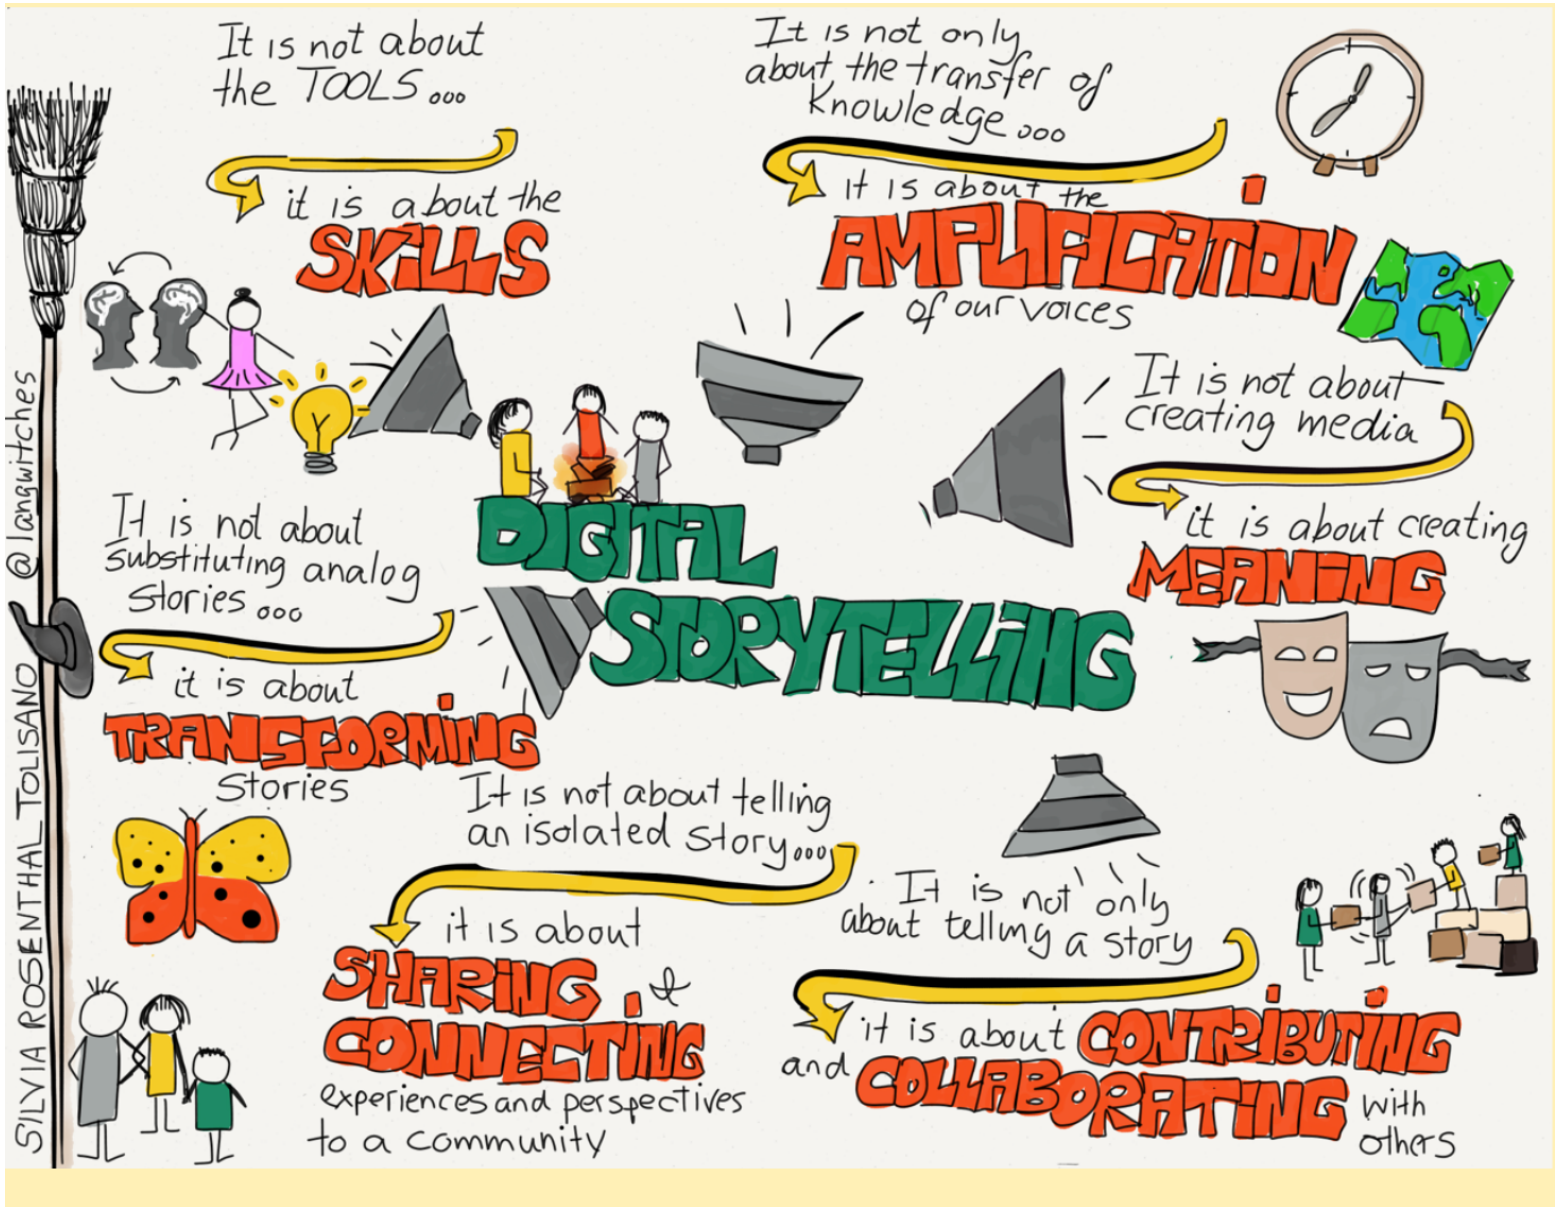 It is not about
the TOOLS...
it is about the
SKiLLS
It is not only
about the transfer of
Knowledge...
it is about the
AMPLiFiCATiON
of our voices
It is not about
creating media
it is about creating
MEANiNG
DIGITAL
STORYTELLiNG
It is not about
substituting analog
Stories...
it is about
TRANSFORMiNG
Stories
It is not about telling
an isolated story...
it is about
SHARiNG &
CONNECTiNG
experiences and perspectives
to a community
It is not only
about telling a story
it is about CONTRiBUTiNG
and COLLABORATiNG with
others
SILVIA ROSENTHAL TOLISANO @langwitches